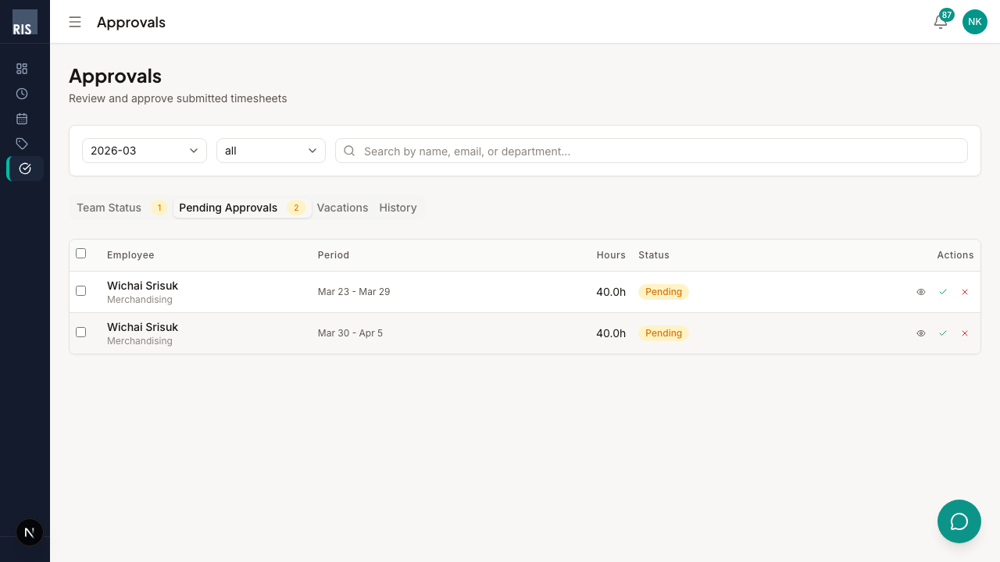 RIS
Approvals
87
NK
Approvals
Review and approve submitted timesheets
2026-03
all
Search by name, email, or department...
Team Status 1 Pending Approvals 2 Vacations History
Employee Period Hours Status Actions
Wichai Srisuk
Merchandising
Mar 23 - Mar 29 40.0h Pending
Wichai Srisuk
Merchandising
Mar 30 - Apr 5 40.0h Pending
N